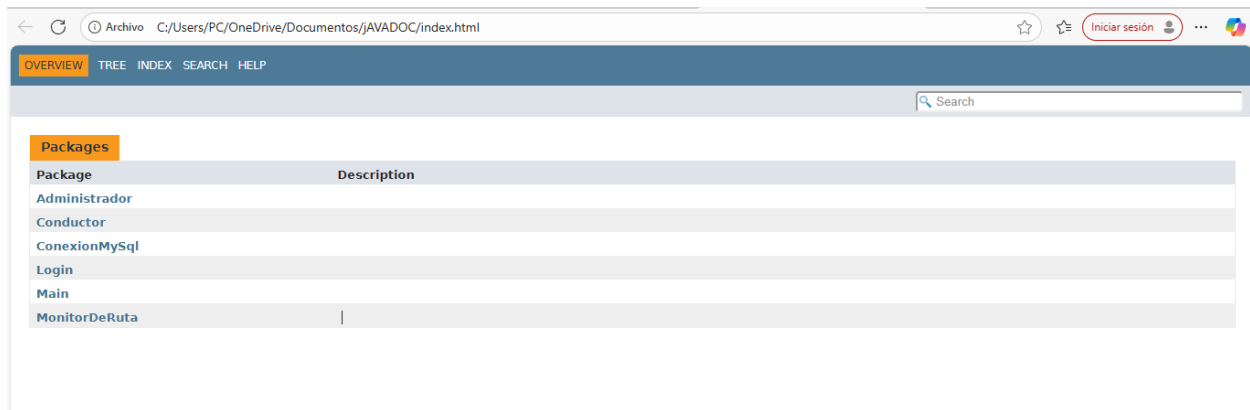 Archivo C:/Users/PC/OneDrive/Documentos/jAVADOC/index.html Iniciar sesión
OVERVIEW TREE INDEX SEARCH HELP
Search
Packages
Package Description
Administrador
Conductor
ConexionMySql
Login
Main
MonitorDeRuta